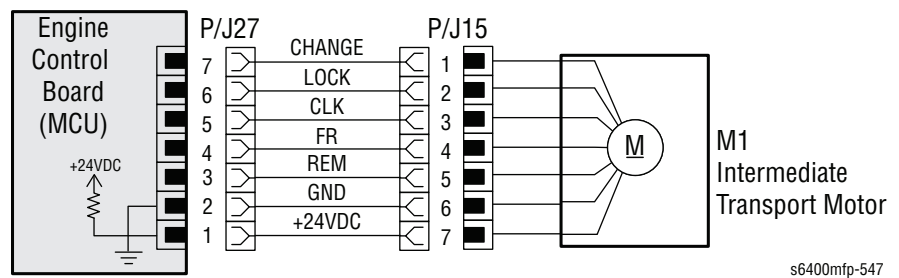 Engine
Control
Board
(MCU)
+24VDC
P/J27
P/J15
7 CHANGE 1
6 LOCK 2
5 CLK 3
4 FR 4
3 REM 5
2 GND 6
1 +24VDC 7
M
M1
Intermediate
Transport Motor
s6400mfp-547